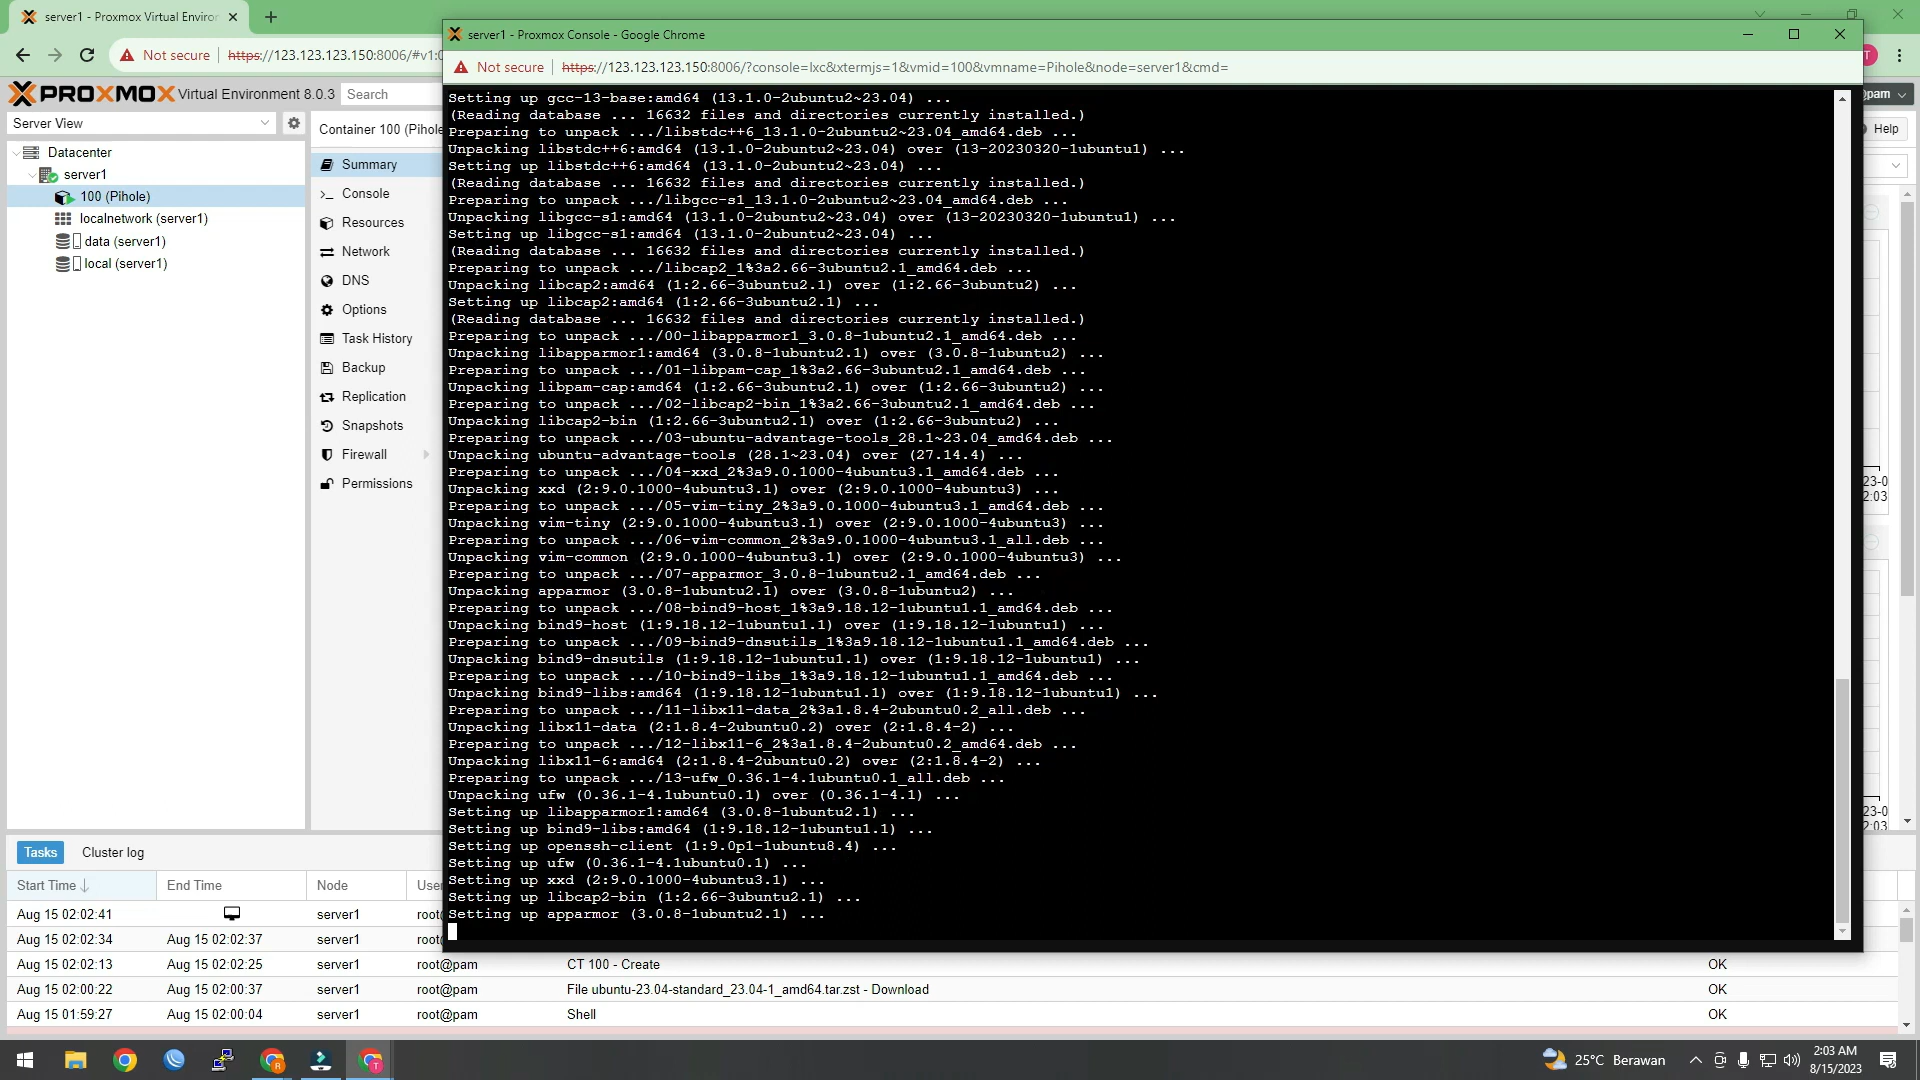 server1 - Proxmox Virtual Enviror
Not secure
https://123.123.123.150:8006/#v1:0
PROXMOX Virtual Environment 8.0.3
Search
@pam
Server View
Help
Datacenter
server1
100 (Pihole)
localnetwork (server1)
data (server1)
local (server1)
Container 100 (Pihole
Summary
Console
Resources
Network
DNS
Options
Task History
Backup
Replication
Snapshots
Firewall
Permissions
server1 - Proxmox Console - Google Chrome
Not secure
https://123.123.123.150:8006/?console=lxc&xtermjs=1&vmid=100&vmname=Pihole&node=server1&cmd=
Setting up gcc-13-base:amd64 (13.1.0-2ubuntu2~23.04) ...
(Reading database ... 16632 files and directories currently installed.)
Preparing to unpack .../libstdc++6_13.1.0-2ubuntu2~23.04_amd64.deb ...
Unpacking libstdc++6:amd64 (13.1.0-2ubuntu2~23.04) over (13-20230320-1ubuntu1) ...
Setting up libstdc++6:amd64 (13.1.0-2ubuntu2~23.04) ...
(Reading database ... 16632 files and directories currently installed.)
Preparing to unpack .../libgcc-s1_13.1.0-2ubuntu2~23.04_amd64.deb ...
Unpacking libgcc-s1:amd64 (13.1.0-2ubuntu2~23.04) over (13-20230320-1ubuntu1) ...
Setting up libgcc-s1:amd64 (13.1.0-2ubuntu2~23.04) ...
(Reading database ... 16632 files and directories currently installed.)
Preparing to unpack .../libcap2_1%3a2.66-3ubuntu2.1_amd64.deb ...
Unpacking libcap2:amd64 (1:2.66-3ubuntu2.1) over (1:2.66-3ubuntu2) ...
Setting up libcap2:amd64 (1:2.66-3ubuntu2.1) ...
(Reading database ... 16632 files and directories currently installed.)
Preparing to unpack .../00-libapparmor1_3.0.8-1ubuntu2.1_amd64.deb ...
Unpacking libapparmor1:amd64 (3.0.8-1ubuntu2.1) over (3.0.8-1ubuntu2) ...
Preparing to unpack .../01-libpam-cap_1%3a2.66-3ubuntu2.1_amd64.deb ...
Unpacking libpam-cap:amd64 (1:2.66-3ubuntu2.1) over (1:2.66-3ubuntu2) ...
Preparing to unpack .../02-libcap2-bin_1%3a2.66-3ubuntu2.1_amd64.deb ...
Unpacking libcap2-bin (1:2.66-3ubuntu2.1) over (1:2.66-3ubuntu2) ...
Preparing to unpack .../03-ubuntu-advantage-tools_28.1~23.04_amd64.deb ...
Unpacking ubuntu-advantage-tools (28.1~23.04) over (27.14.4) ...
Preparing to unpack .../04-xxd_2%3a9.0.1000-4ubuntu3.1_amd64.deb ...
Unpacking xxd (2:9.0.1000-4ubuntu3.1) over (2:9.0.1000-4ubuntu3) ...
Preparing to unpack .../05-vim-tiny_2%3a9.0.1000-4ubuntu3.1_amd64.deb ...
Unpacking vim-tiny (2:9.0.1000-4ubuntu3.1) over (2:9.0.1000-4ubuntu3) ...
Preparing to unpack .../06-vim-common_2%3a9.0.1000-4ubuntu3.1_all.deb ...
Unpacking vim-common (2:9.0.1000-4ubuntu3.1) over (2:9.0.1000-4ubuntu3) ...
Preparing to unpack .../07-apparmor_3.0.8-1ubuntu2.1_amd64.deb ...
Unpacking apparmor (3.0.8-1ubuntu2.1) over (3.0.8-1ubuntu2) ...
Preparing to unpack .../08-bind9-host_1%3a9.18.12-1ubuntu1.1_amd64.deb ...
Unpacking bind9-host (1:9.18.12-1ubuntu1.1) over (1:9.18.12-1ubuntu1) ...
Preparing to unpack .../09-bind9-dnsutils_1%3a9.18.12-1ubuntu1.1_amd64.deb ...
Unpacking bind9-dnsutils (1:9.18.12-1ubuntu1.1) over (1:9.18.12-1ubuntu1) ...
Preparing to unpack .../10-bind9-libs_1%3a9.18.12-1ubuntu1.1_amd64.deb ...
Unpacking bind9-libs:amd64 (1:9.18.12-1ubuntu1.1) over (1:9.18.12-1ubuntu1) ...
Preparing to unpack .../11-libx11-data_2%3a1.8.4-2ubuntu0.2_all.deb ...
Unpacking libx11-data (2:1.8.4-2ubuntu0.2) over (2:1.8.4-2) ...
Preparing to unpack .../12-libx11-6_2%3a1.8.4-2ubuntu0.2_amd64.deb ...
Unpacking libx11-6:amd64 (2:1.8.4-2ubuntu0.2) over (2:1.8.4-2) ...
Preparing to unpack .../13-ufw_0.36.1-4.1ubuntu0.1_all.deb ...
Unpacking ufw (0.36.1-4.1ubuntu0.1) over (0.36.1-4.1) ...
Setting up libapparmor1:amd64 (3.0.8-1ubuntu2.1) ...
Setting up bind9-libs:amd64 (1:9.18.12-1ubuntu1.1) ...
Setting up openssh-client (1:9.0p1-1ubuntu8.4) ...
Setting up ufw (0.36.1-4.1ubuntu0.1) ...
Setting up xxd (2:9.0.1000-4ubuntu3.1) ...
Setting up libcap2-bin (1:2.66-3ubuntu2.1) ...
Setting up apparmor (3.0.8-1ubuntu2.1) ...
23-0
2:03
23-0
2:03
Tasks Cluster log
Start Time End Time Node User
Aug 15 02:02:41 server1 root@
Aug 15 02:02:34 Aug 15 02:02:37 server1 root@
Aug 15 02:02:13 Aug 15 02:02:25 server1 root@pam CT 100 - Create OK
Aug 15 02:00:22 Aug 15 02:00:37 server1 root@pam File ubuntu-23.04-standard_23.04-1_amd64.tar.zst - Download OK
Aug 15 01:59:27 Aug 15 02:00:04 server1 root@pam Shell OK
25°C Berawan
2:03 AM
8/15/2023